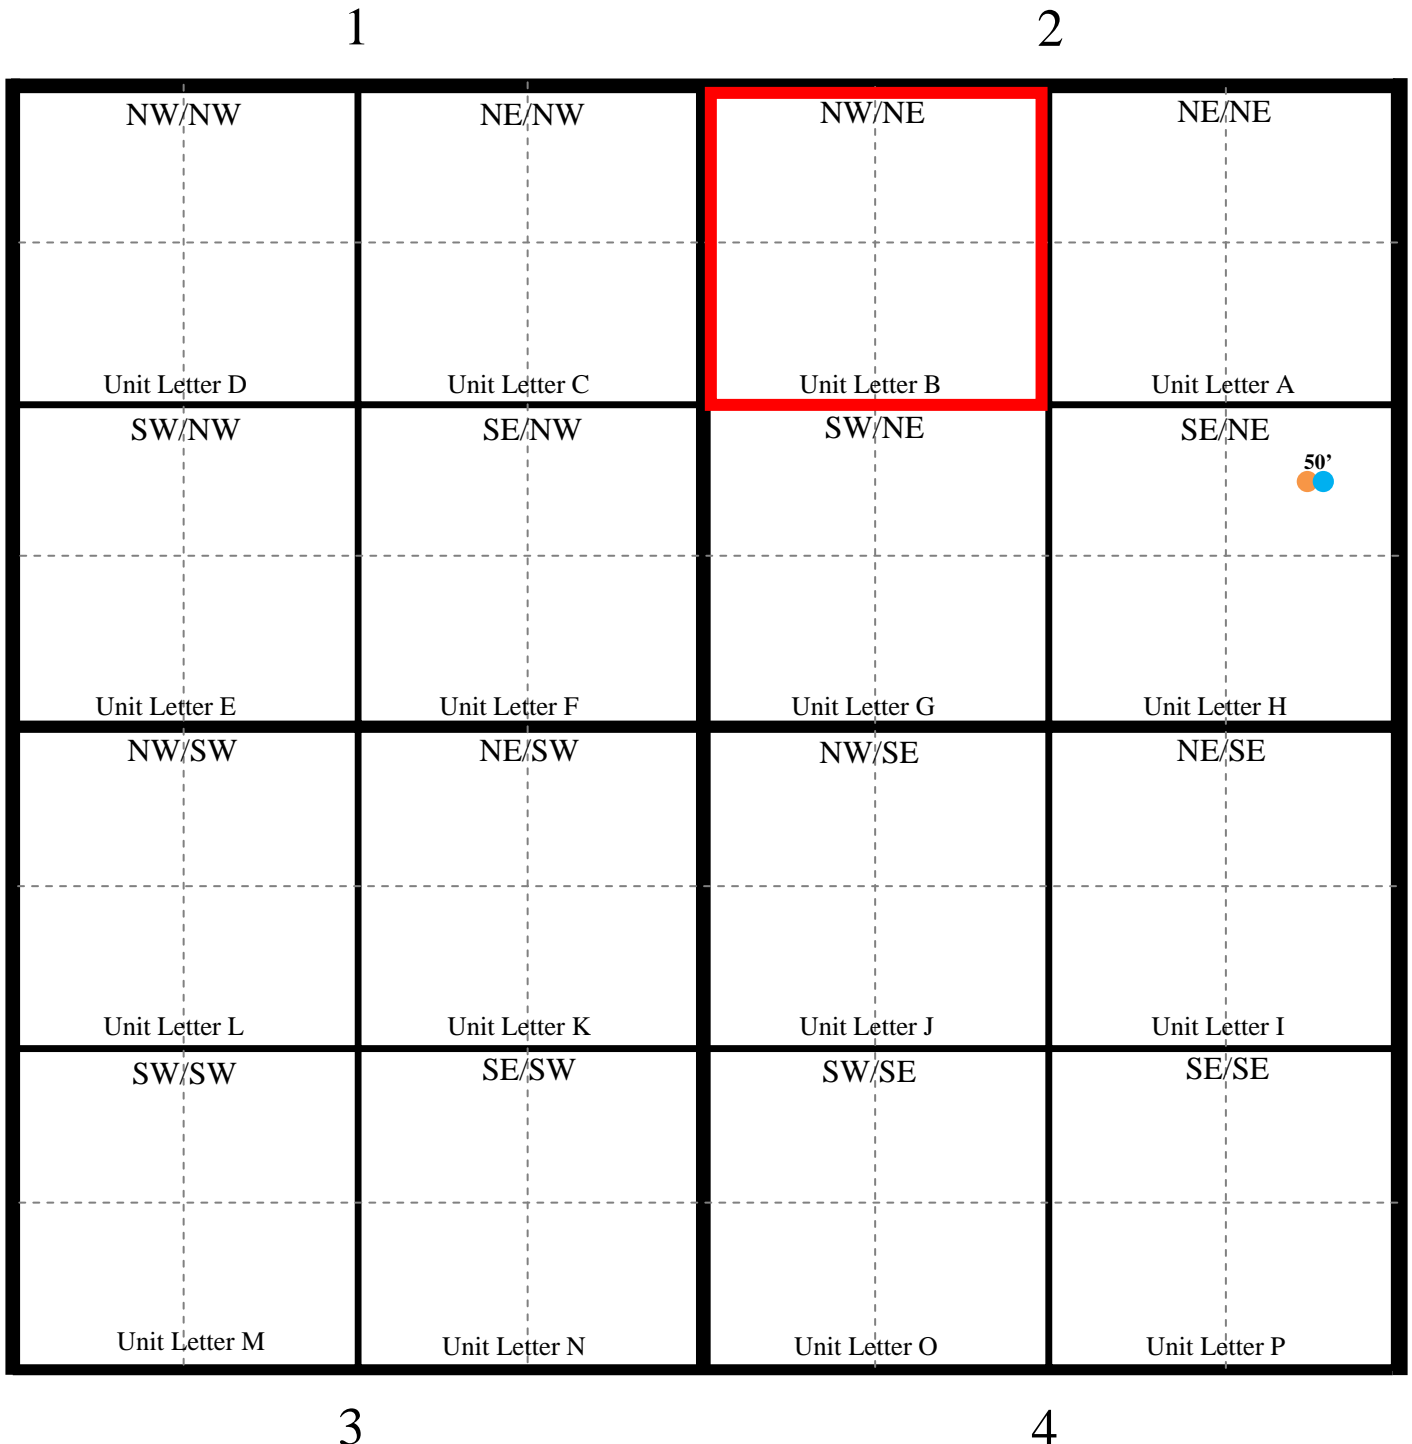 1 2
NW/NW NE/NW NW/NE NE/NE
Unit Letter D Unit Letter C Unit Letter B Unit Letter A
SW/NW SE/NW SW/NE SE/NE
50’
Unit Letter E Unit Letter F Unit Letter G Unit Letter H
NW/SW NE/SW NW/SE NE/SE
Unit Letter L Unit Letter K Unit Letter J Unit Letter I
SW/SW SE/SW SW/SE SE/SE
Unit Letter M Unit Letter N Unit Letter O Unit Letter P
3 4